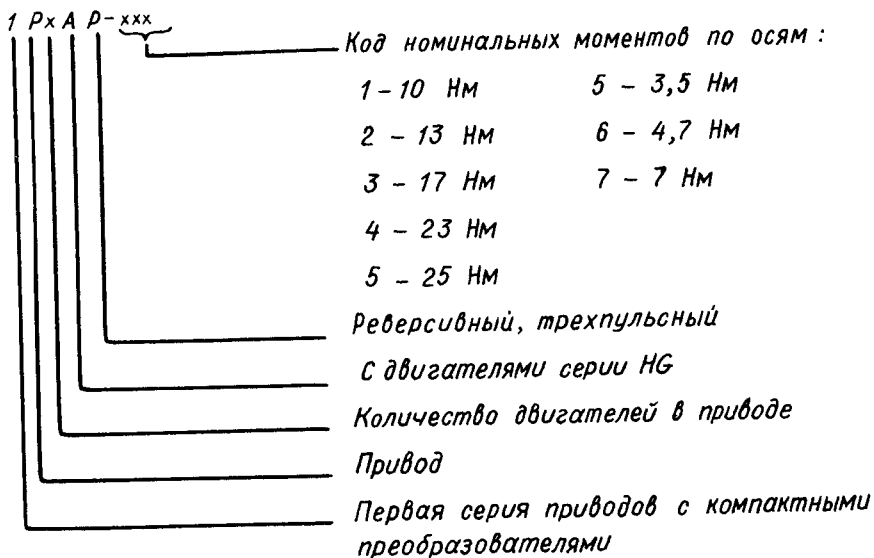 1 P x A P - xxx
Код номинальных моментов по осям :
1 - 10 Нм 5 - 3,5 Нм
2 - 13 Нм 6 - 4,7 Нм
3 - 17 Нм 7 - 7 Нм
4 - 23 Нм
5 - 25 Нм
Реверсивный, трехпульсный
С двигателями серии HG
Количество двигателей в приводе
Привод
Первая серия приводов с компактными
преобразователями